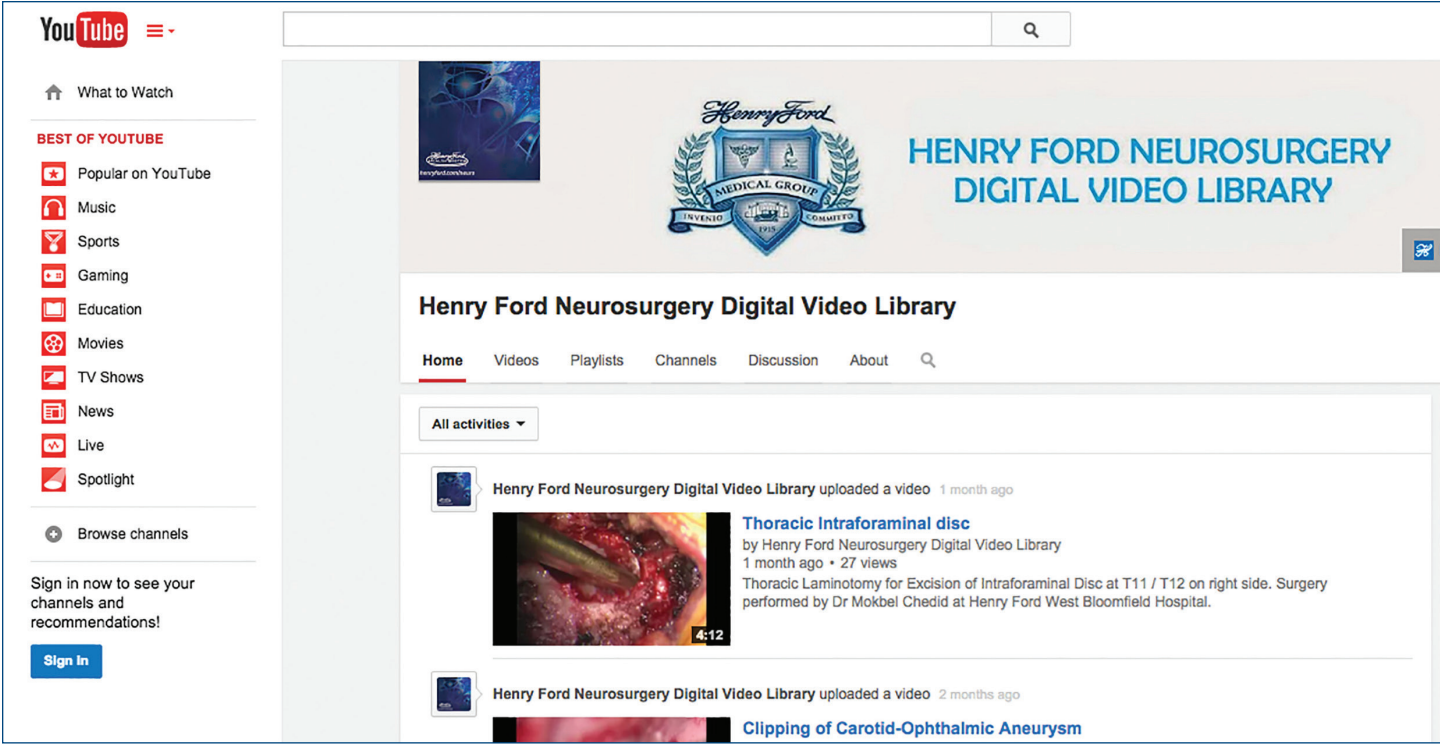 YouTube
What to Watch
BEST OF YOUTUBE
Popular on YouTube
Music
Sports
Gaming
Education
Movies
TV Shows
News
Live
Spotlight
Browse channels
Sign in now to see your
channels and
recommendations!
Sign in
henryford.com/neuro
Henry Ford
MEDICAL GROUP
INVENIO
COMMITTO
1915
HENRY FORD NEUROSURGERY
DIGITAL VIDEO LIBRARY
Henry Ford Neurosurgery Digital Video Library
Home Videos Playlists Channels Discussion About
All activities
Henry Ford Neurosurgery Digital Video Library uploaded a video 1 month ago
4:12
Thoracic Intraforaminal disc
by Henry Ford Neurosurgery Digital Video Library
1 month ago • 27 views
Thoracic Laminotomy for Excision of Intraforaminal Disc at T11 / T12 on right side. Surgery
performed by Dr Mokbel Chedid at Henry Ford West Bloomfield Hospital.
Henry Ford Neurosurgery Digital Video Library uploaded a video 2 months ago
Clipping of Carotid-Ophthalmic Aneurysm